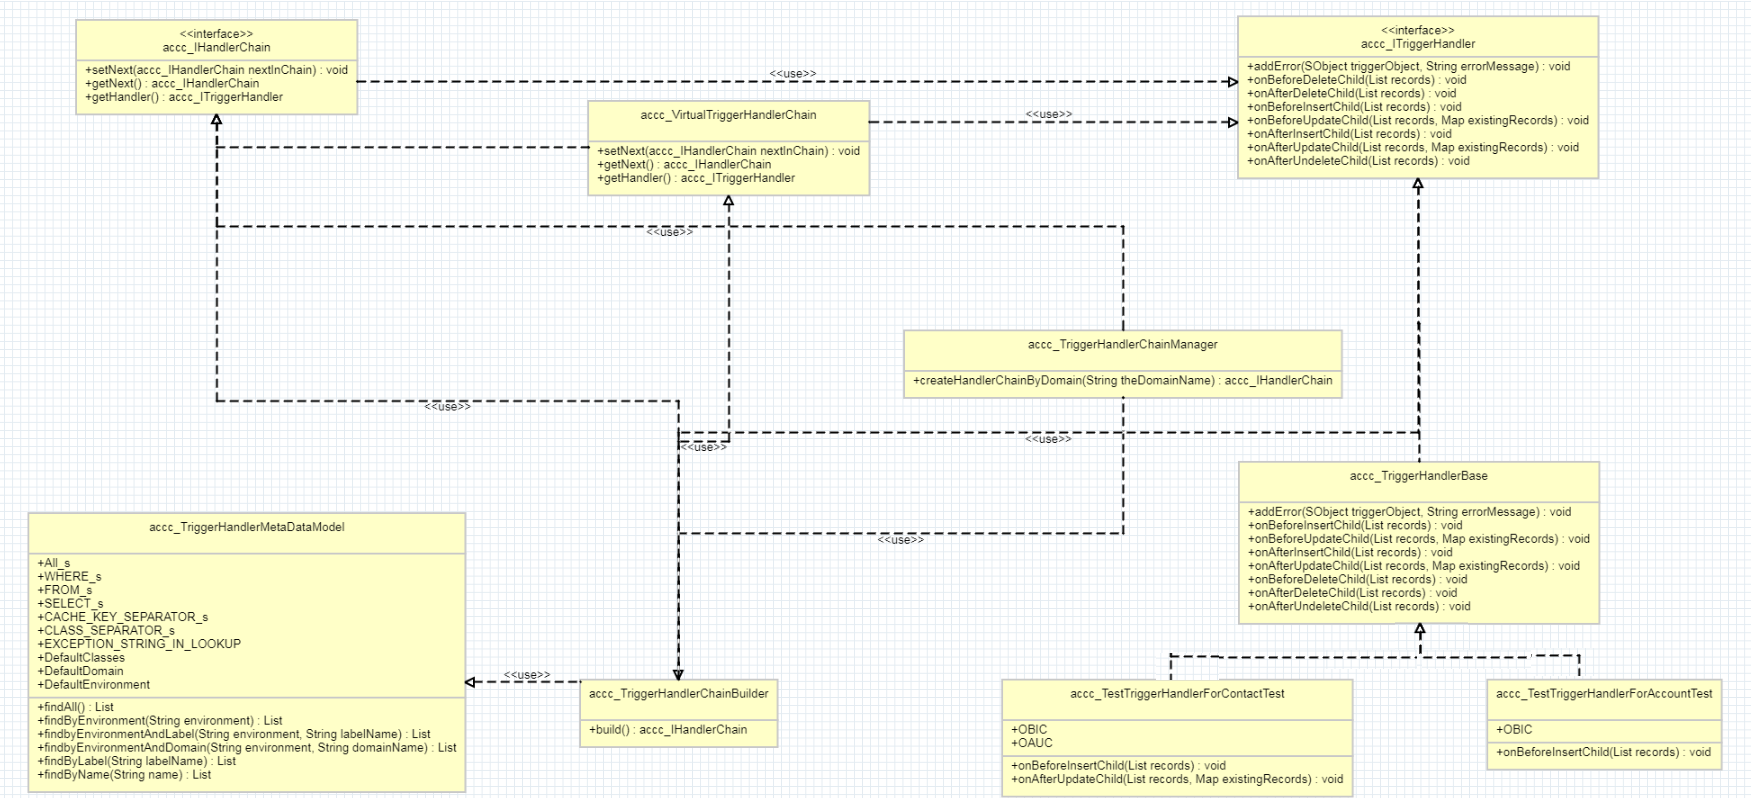 <<interface>>
accc_IHandlerChain
+setNext(accc_IHandlerChain nextInChain) : void
+getNext() : accc_IHandlerChain
+getHandler() : accc_ITriggerHandler
<<use>>
<<interface>>
accc_ITriggerHandler
+addError(SObject triggerObject, String errorMessage) : void
+onBeforeDeleteChild(List records) : void
+onAfterDeleteChild(List records) : void
+onBeforeInsertChild(List records) : void
+onBeforeUpdateChild(List records, Map existingRecords) : void
+onAfterInsertChild(List records) : void
+onAfterUpdateChild(List records, Map existingRecords) : void
+onAfterUndeleteChild(List records) : void
accc_VirtualTriggerHandlerChain
+setNext(accc_IHandlerChain nextInChain) : void
+getNext() : accc_IHandlerChain
+getHandler() : accc_ITriggerHandler
<<use>>
<<use>>
accc_TriggerHandlerChainManager
+createHandlerChainByDomain(String theDomainName) : accc_IHandlerChain
<<use>>
<<use>>
<<use>>
<<use>>
accc_TriggerHandlerBase
+addError(SObject triggerObject, String errorMessage) : void
+onBeforeInsertChild(List records) : void
+onBeforeUpdateChild(List records, Map existingRecords) : void
+onAfterInsertChild(List records) : void
+onAfterUpdateChild(List records, Map existingRecords) : void
+onBeforeDeleteChild(List records) : void
+onAfterDeleteChild(List records) : void
+onAfterUndeleteChild(List records) : void
accc_TriggerHandlerMetaDataModel
+All_s
+WHERE_s
+FROM_s
+SELECT_s
+CACHE_KEY_SEPARATOR_s
+CLASS_SEPARATOR_s
+EXCEPTION_STRING_IN_LOOKUP
+DefaultClasses
+DefaultDomain
+DefaultEnvironment
+findAll() : List
+findByEnvironment(String environment) : List
+findbyEnvironmentAndLabel(String environment, String labelName) : List
+findbyEnvironmentAndDomain(String environment, String domainName) : List
+findByLabel(String labelName) : List
+findByName(String name) : List
<<use>>
accc_TriggerHandlerChainBuilder
+build() : accc_IHandlerChain
accc_TestTriggerHandlerForContactTest
+OBIC
+OAUC
+onBeforeInsertChild(List records) : void
+onAfterUpdateChild(List records, Map existingRecords) : void
accc_TestTriggerHandlerForAccountTest
+OBIC
+onBeforeInsertChild(List records) : void